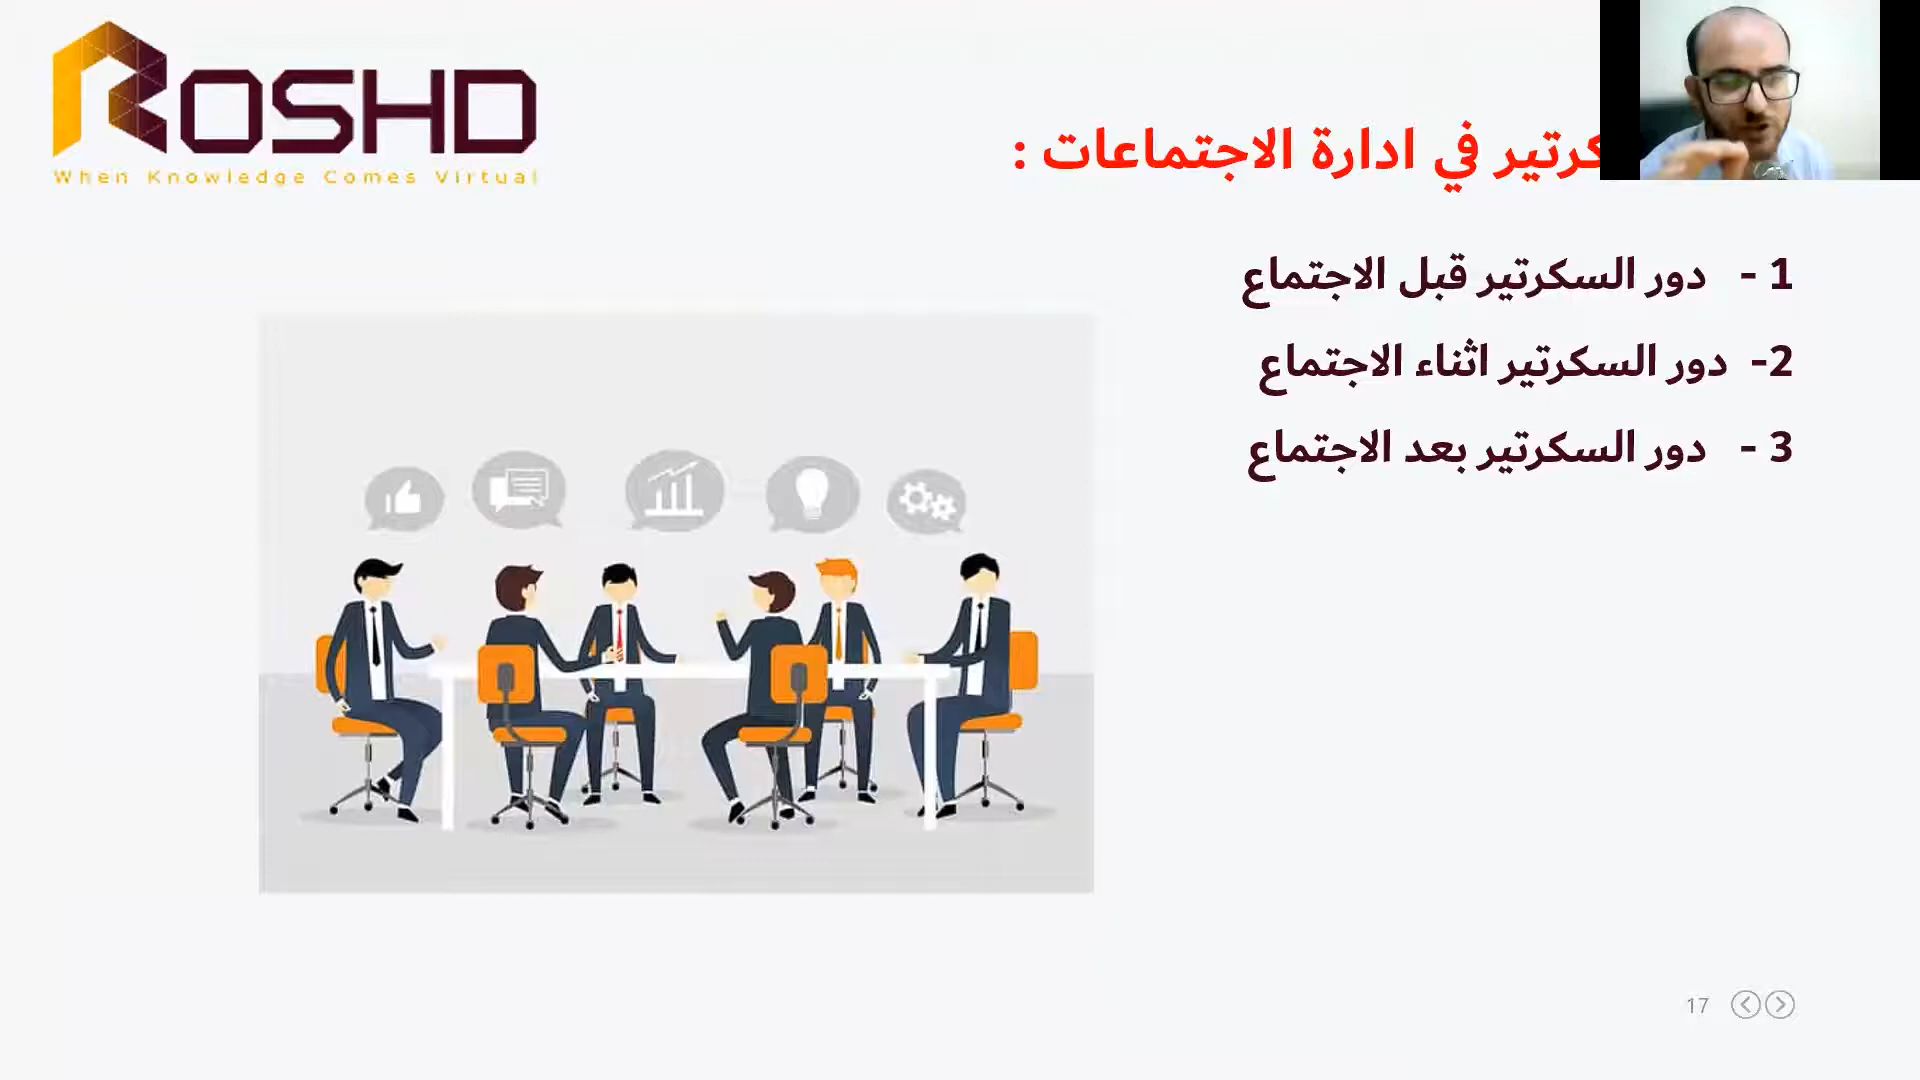 ROSHD
When Knowledge Comes Virtual
في ادارة الاجتماعات :
1 - دور السكرتير قبل الاجتماع
2- دور السكرتير اثناء الاجتماع
3 - دور السكرتير بعد الاجتماع
17